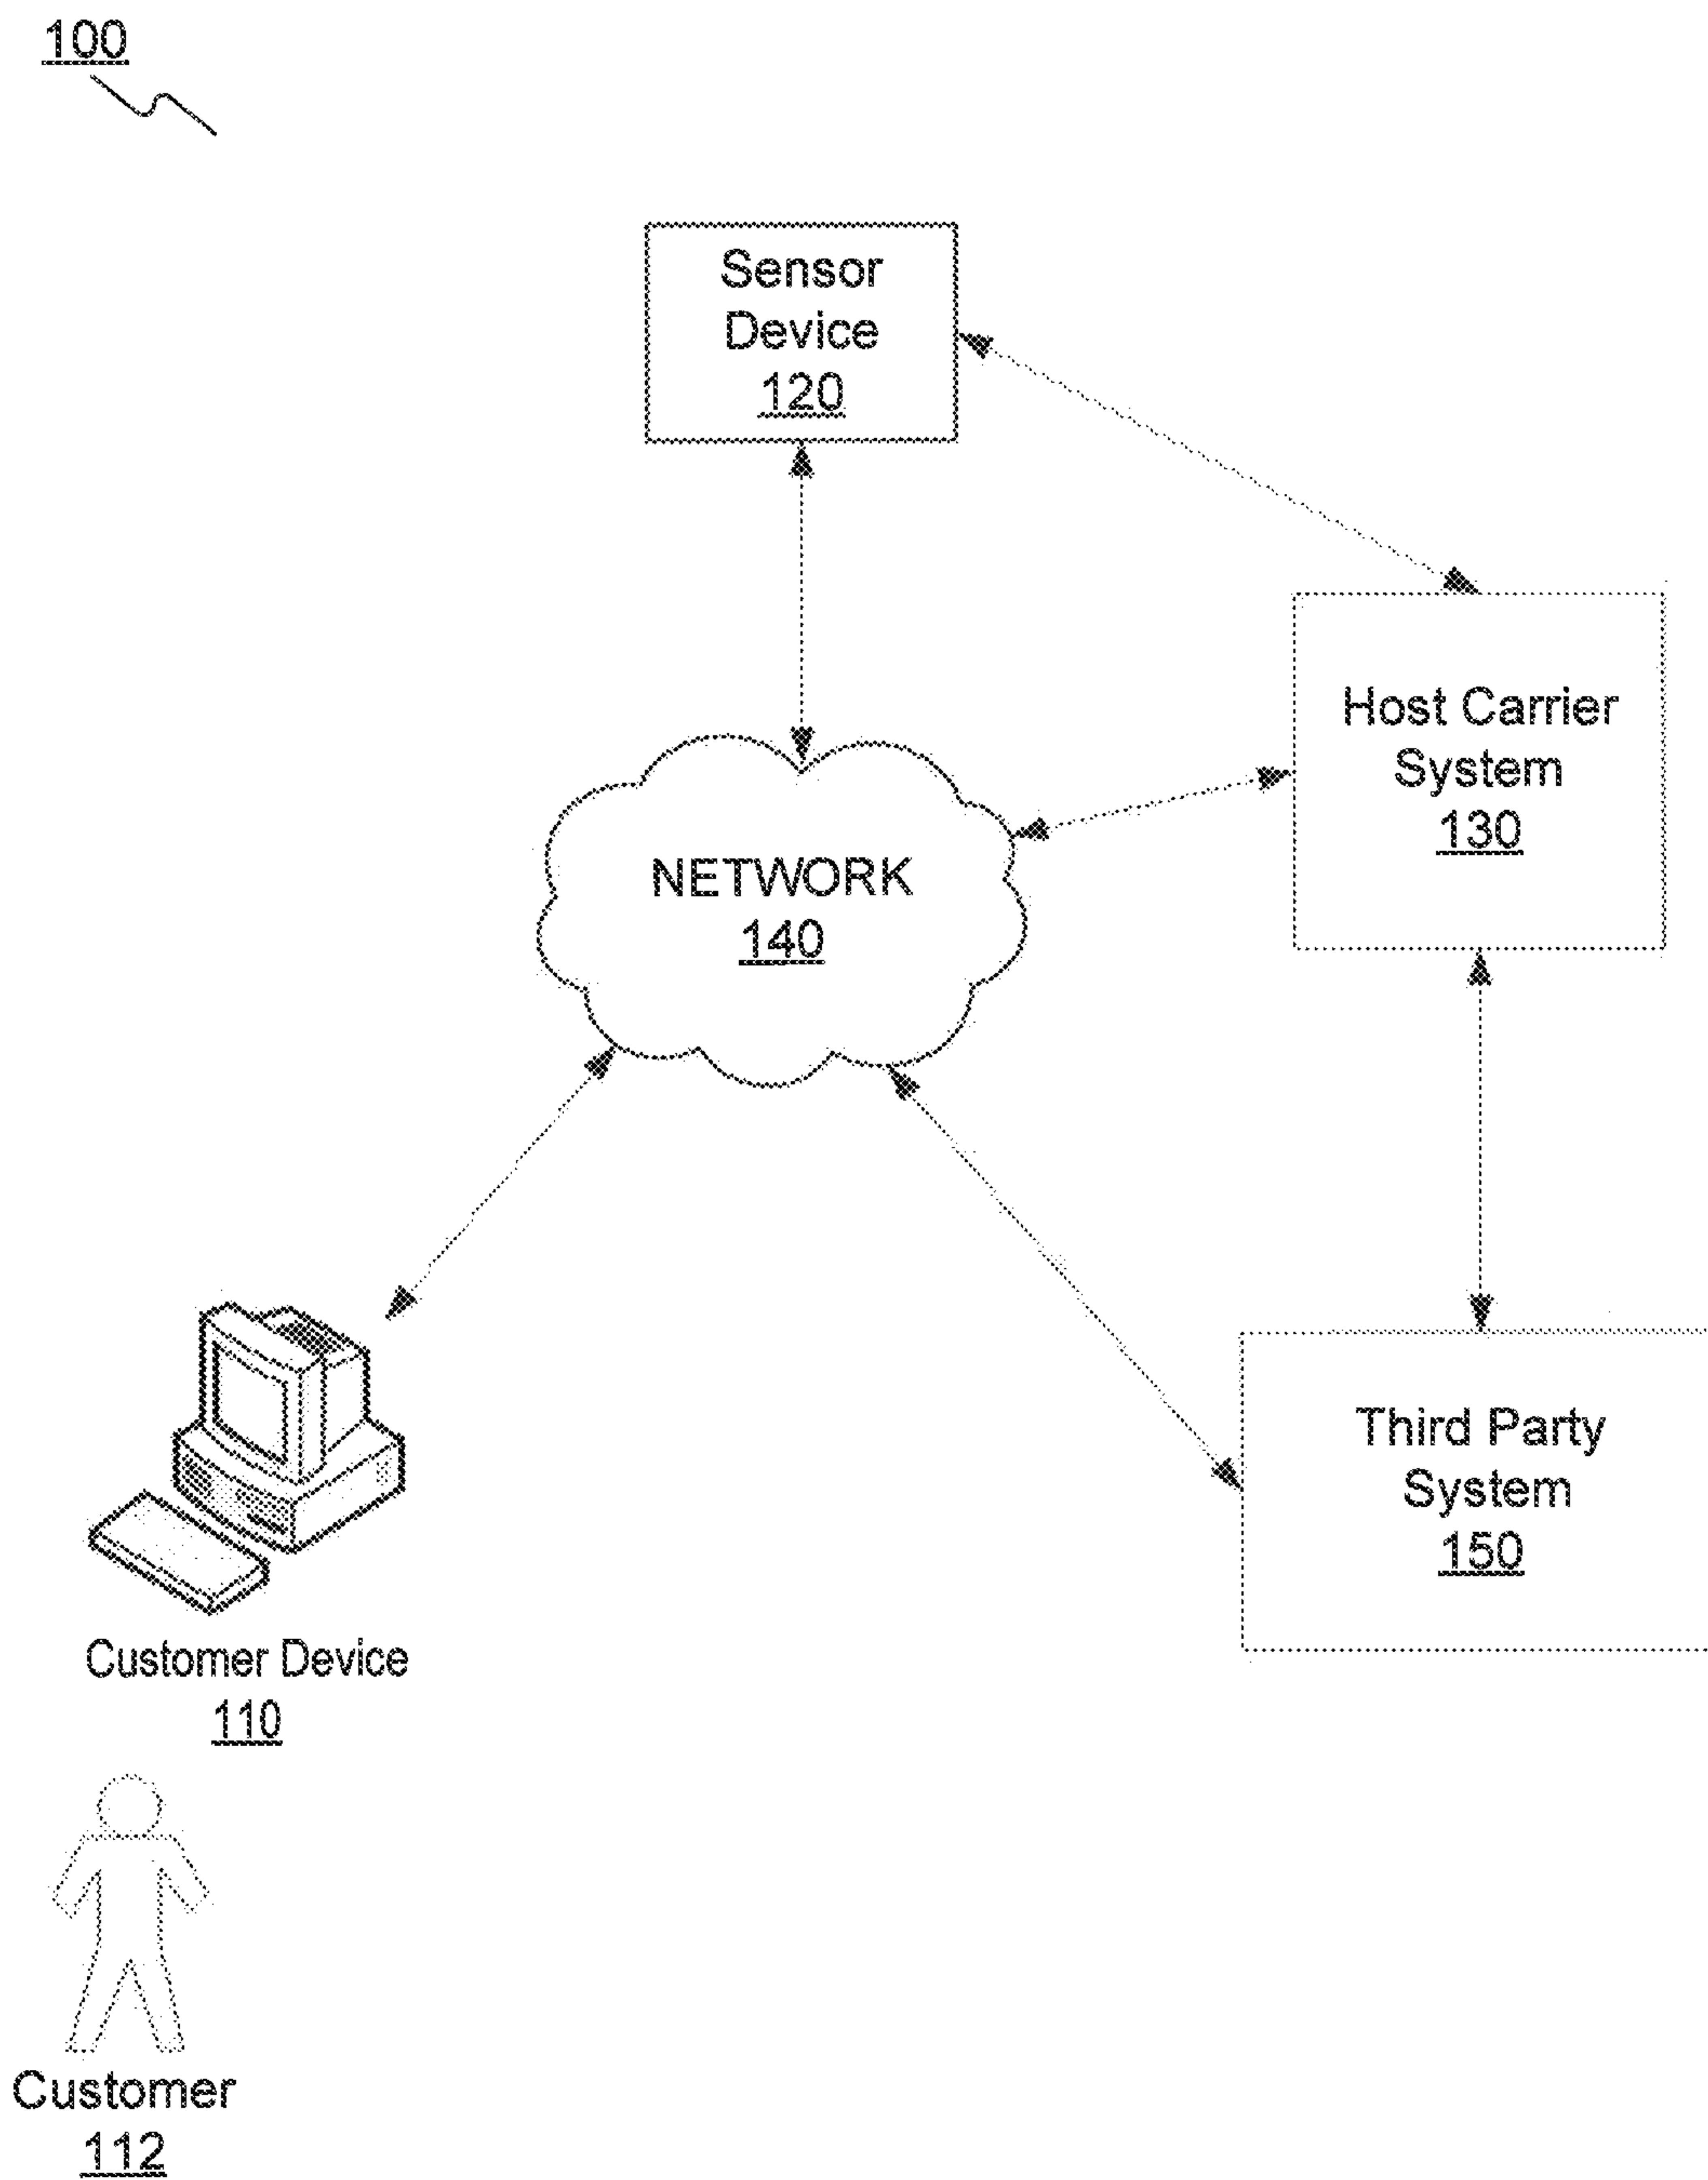 100
Sensor
Device
120
Host Carrier
System
130
NETWORK
140
Third Party
System
150
Customer Device
110
Customer
112